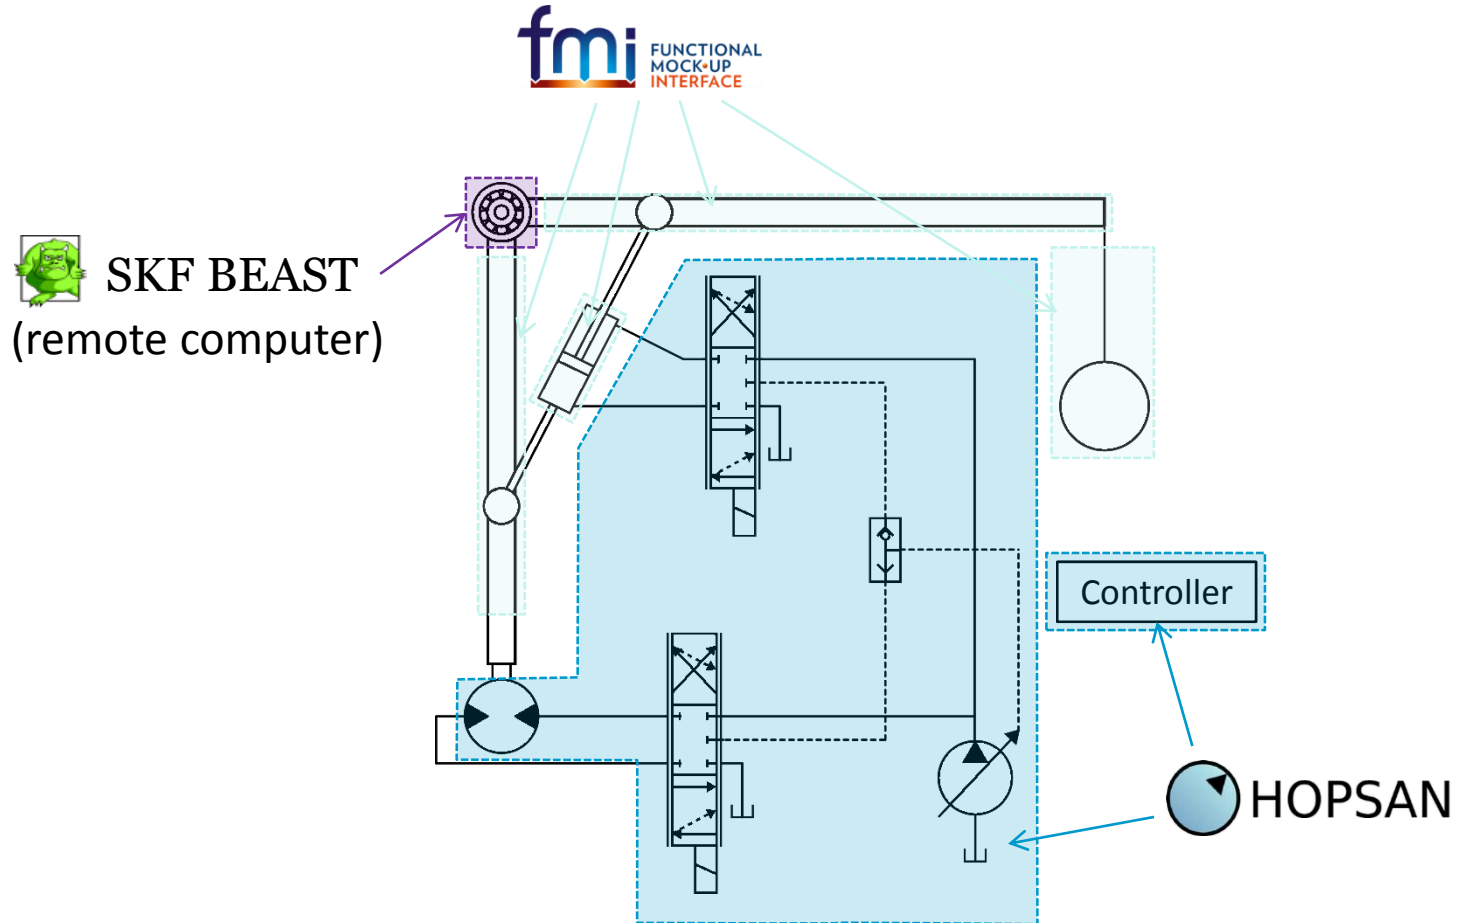 fmi
FUNCTIONAL
MOCK-UP
INTERFACE
SKF BEAST
(remote computer)
Controller
HOPSAN